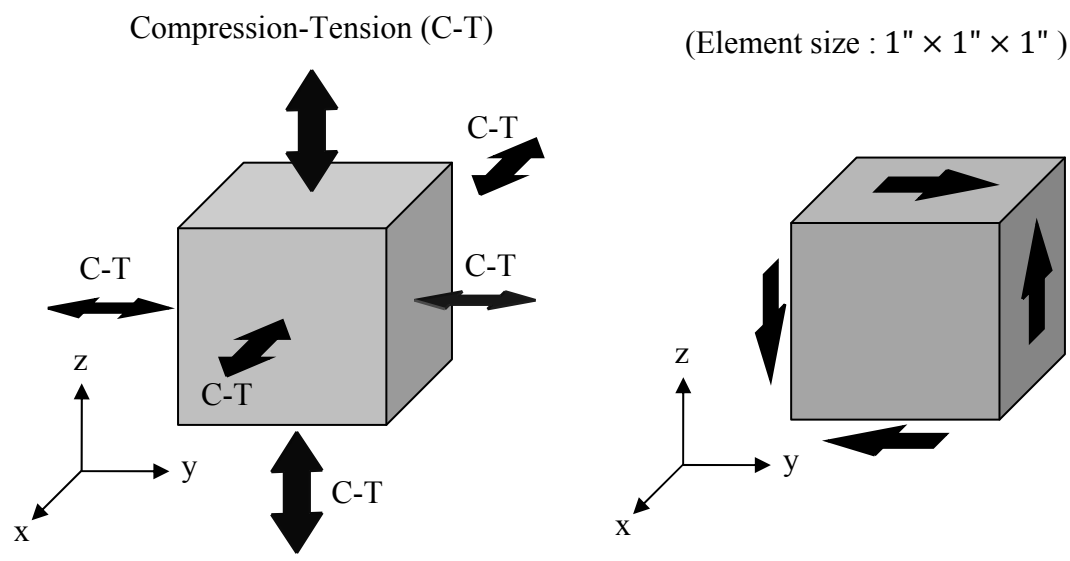 Compression-Tension (C-T)
(Element size : 1" × 1" × 1" )
C-T
C-T
C-T
C-T
C-T
z
y
x
z
y
x